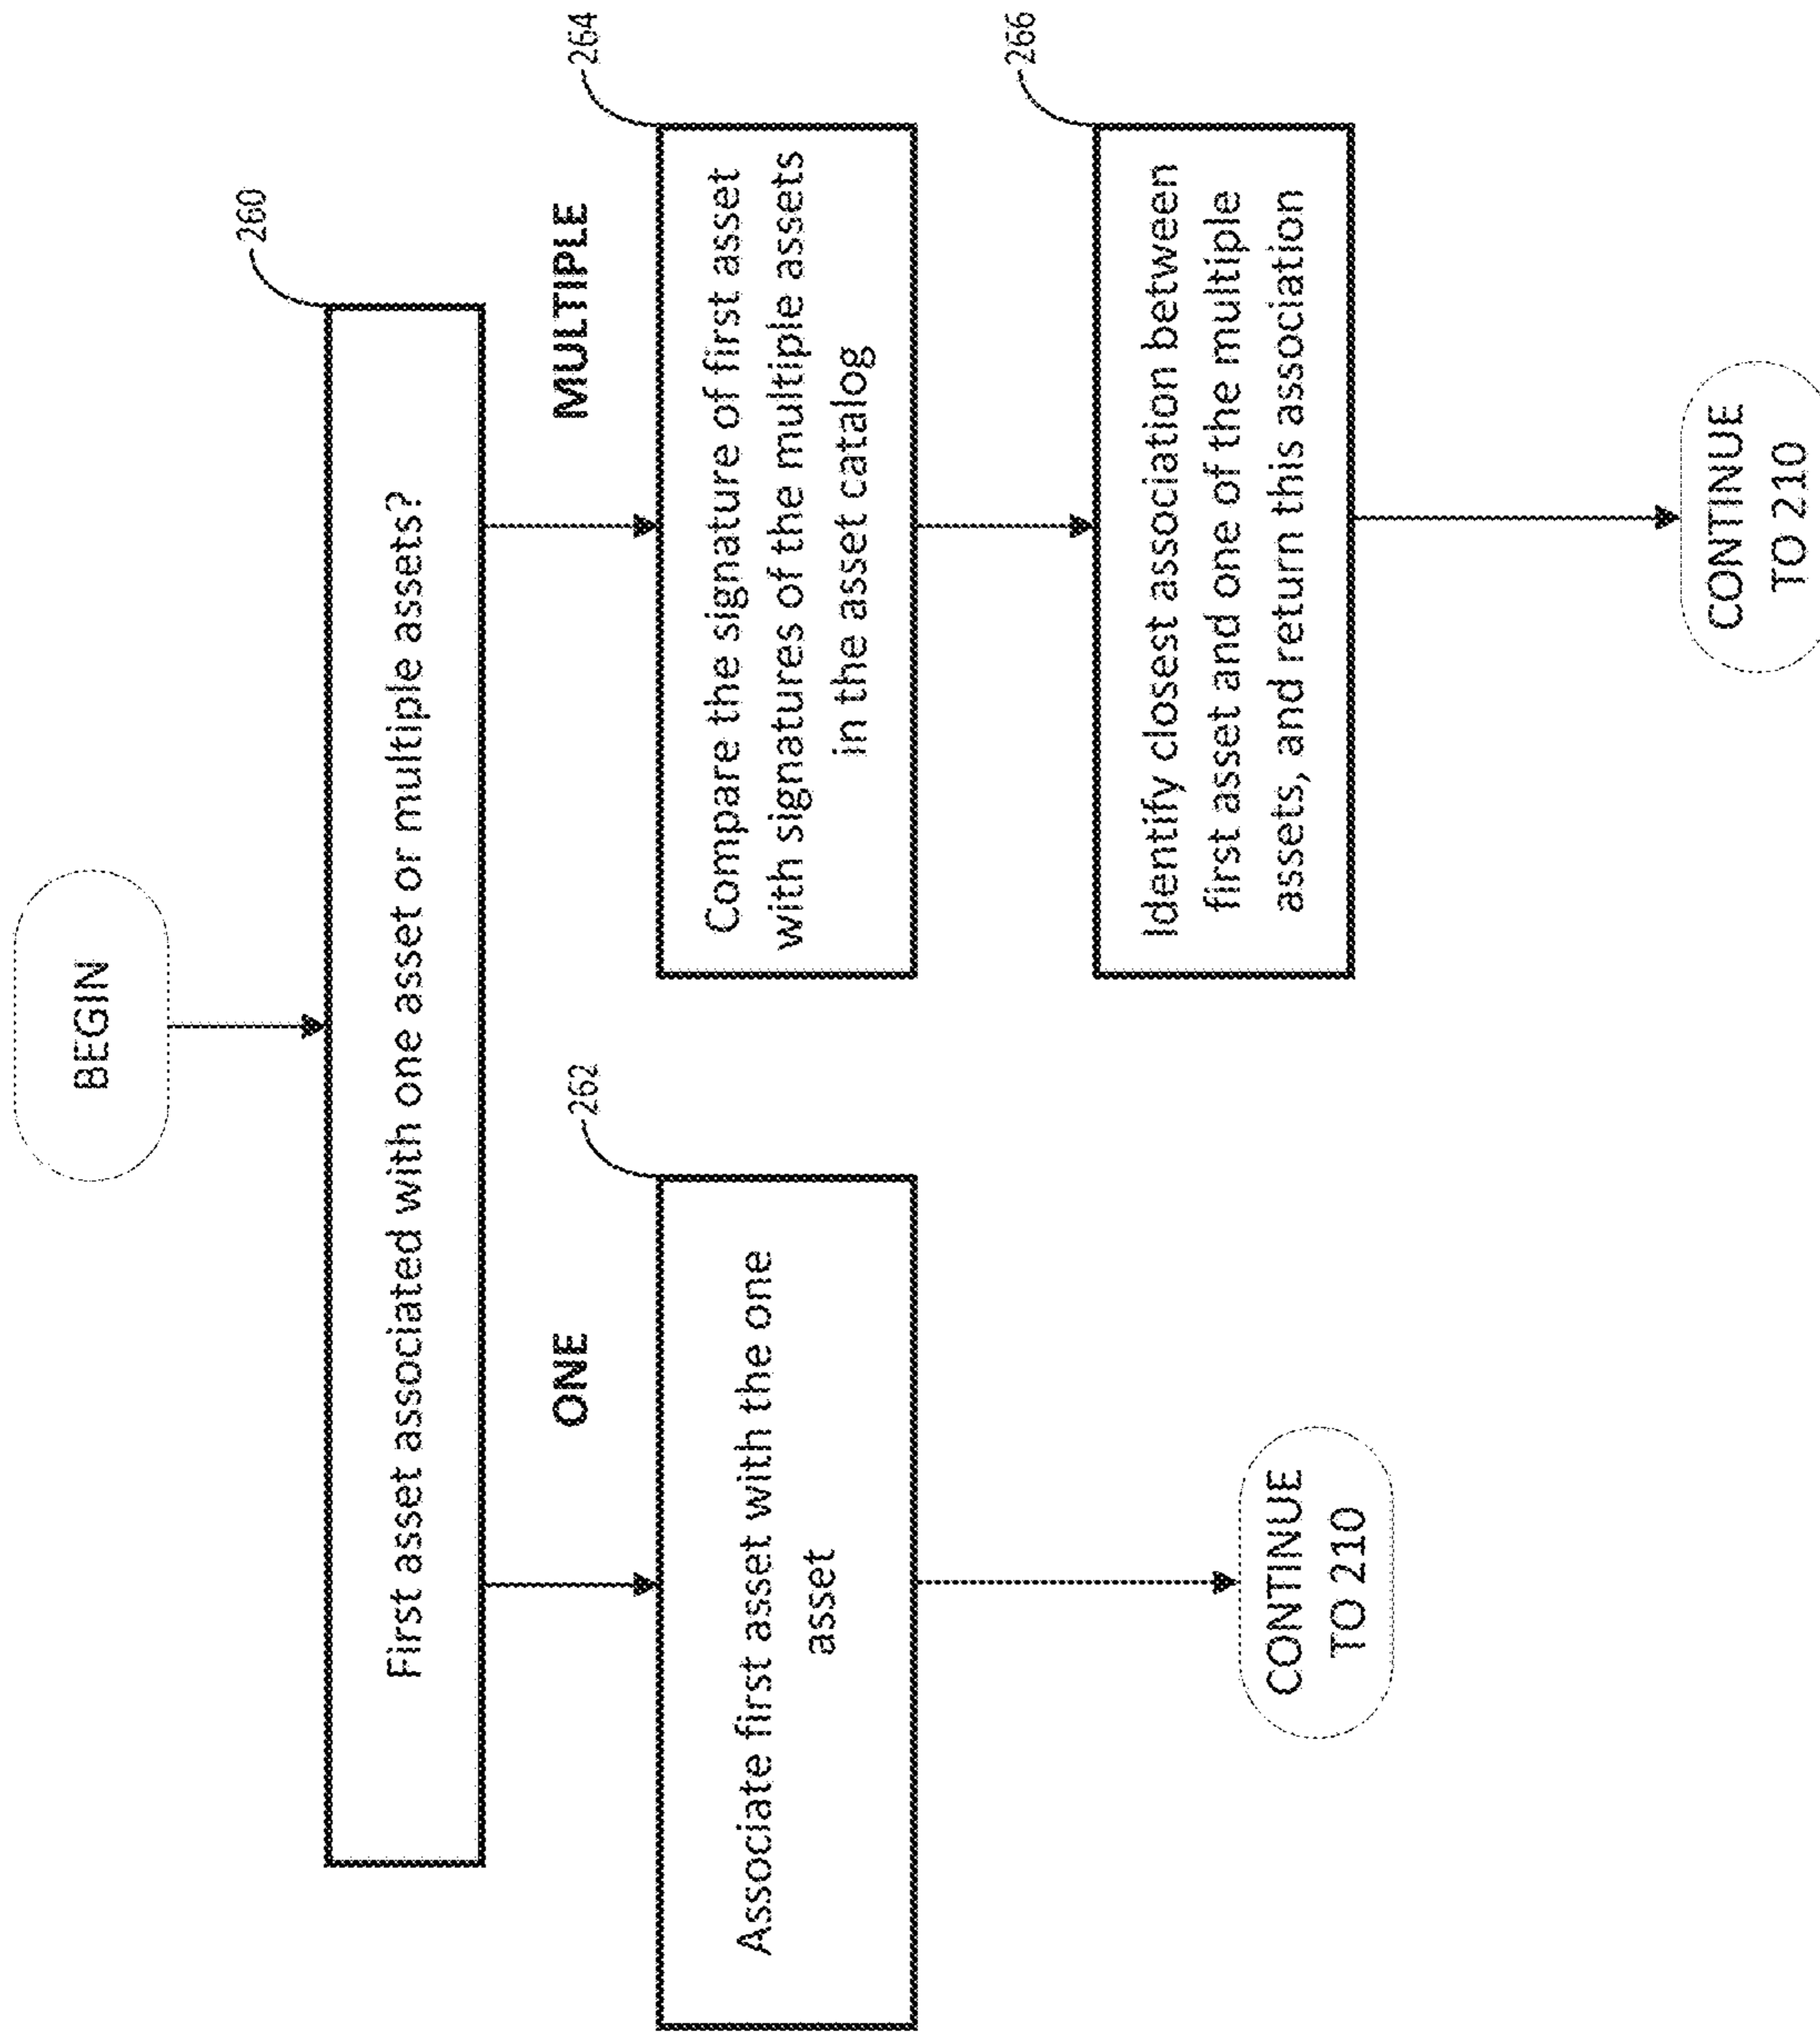 BEGIN
260
First asset associated with one asset or multiple assets?
ONE
MULTIPLE
262
Associate first asset with the one
asset
264
Compare the signature of first asset
with signatures of the multiple assets
in the asset catalog
266
Identify closest association between
first asset and one of the multiple
assets, and return this association
CONTINUE
TO 210
CONTINUE
TO 210